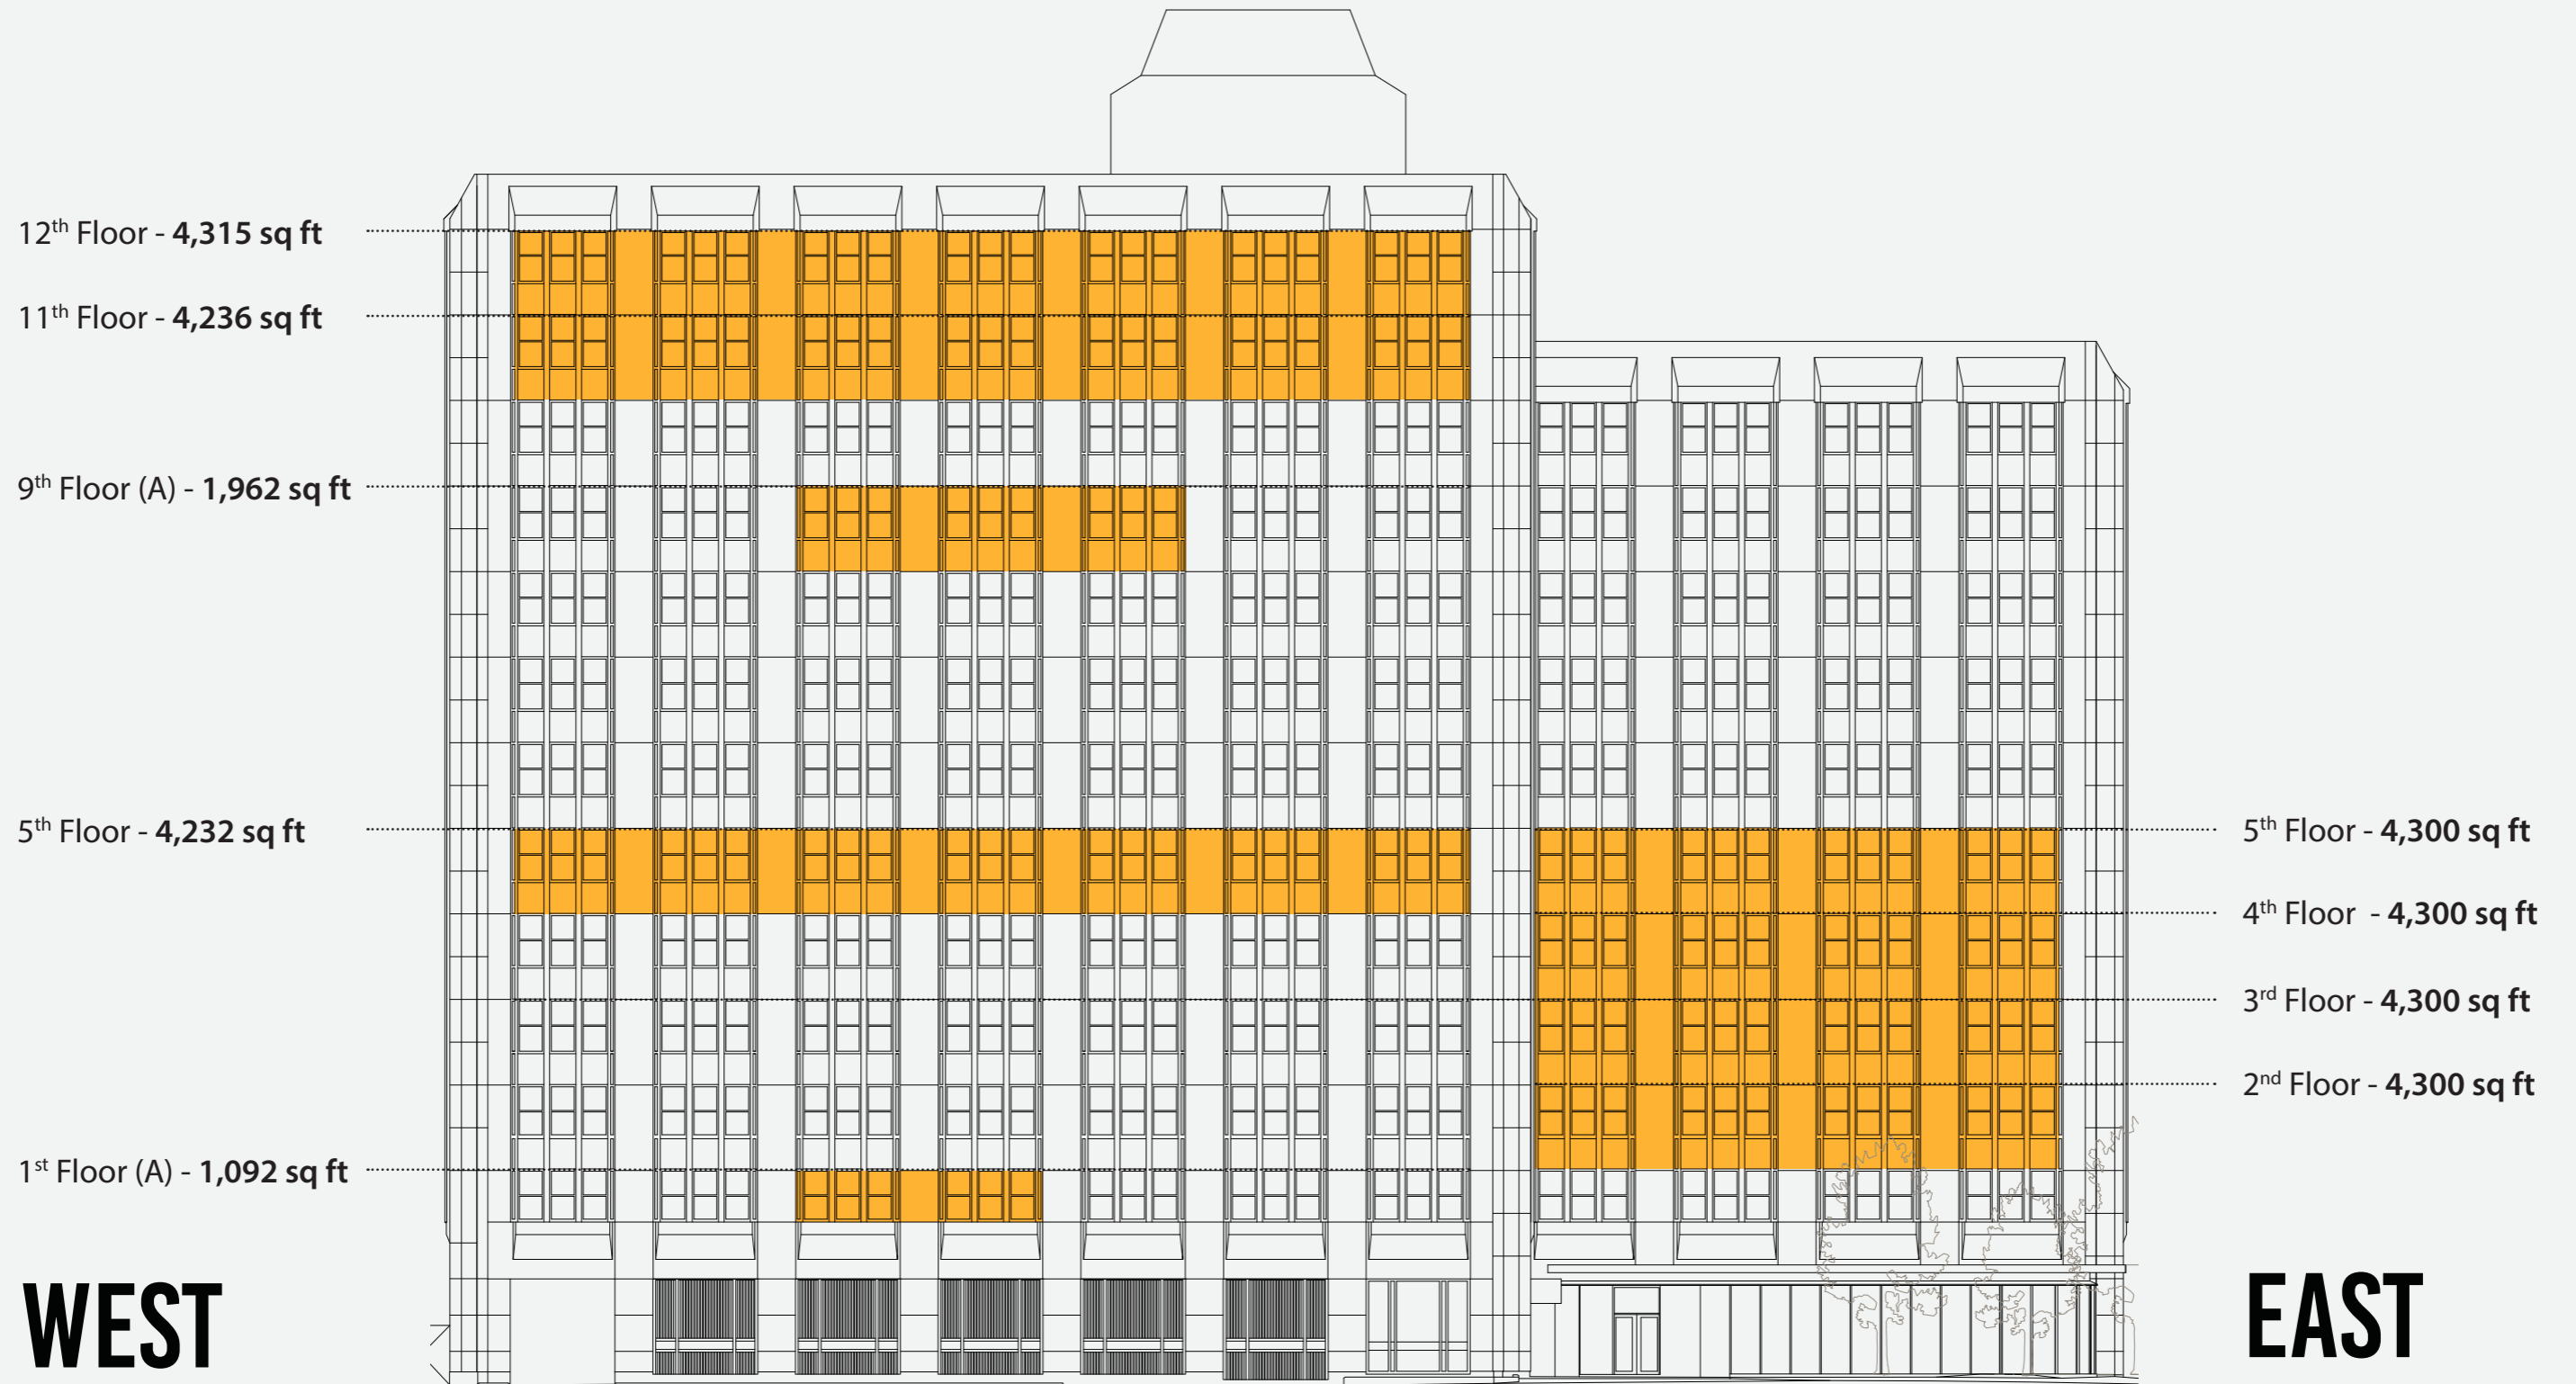 12th Floor - 4,315 sq ft
11th Floor - 4,236 sq ft
9th Floor (A) - 1,962 sq ft
5th Floor - 4,232 sq ft
1st Floor (A) - 1,092 sq ft
WEST
5th Floor - 4,300 sq ft
4th Floor - 4,300 sq ft
3rd Floor - 4,300 sq ft
2nd Floor - 4,300 sq ft
EAST